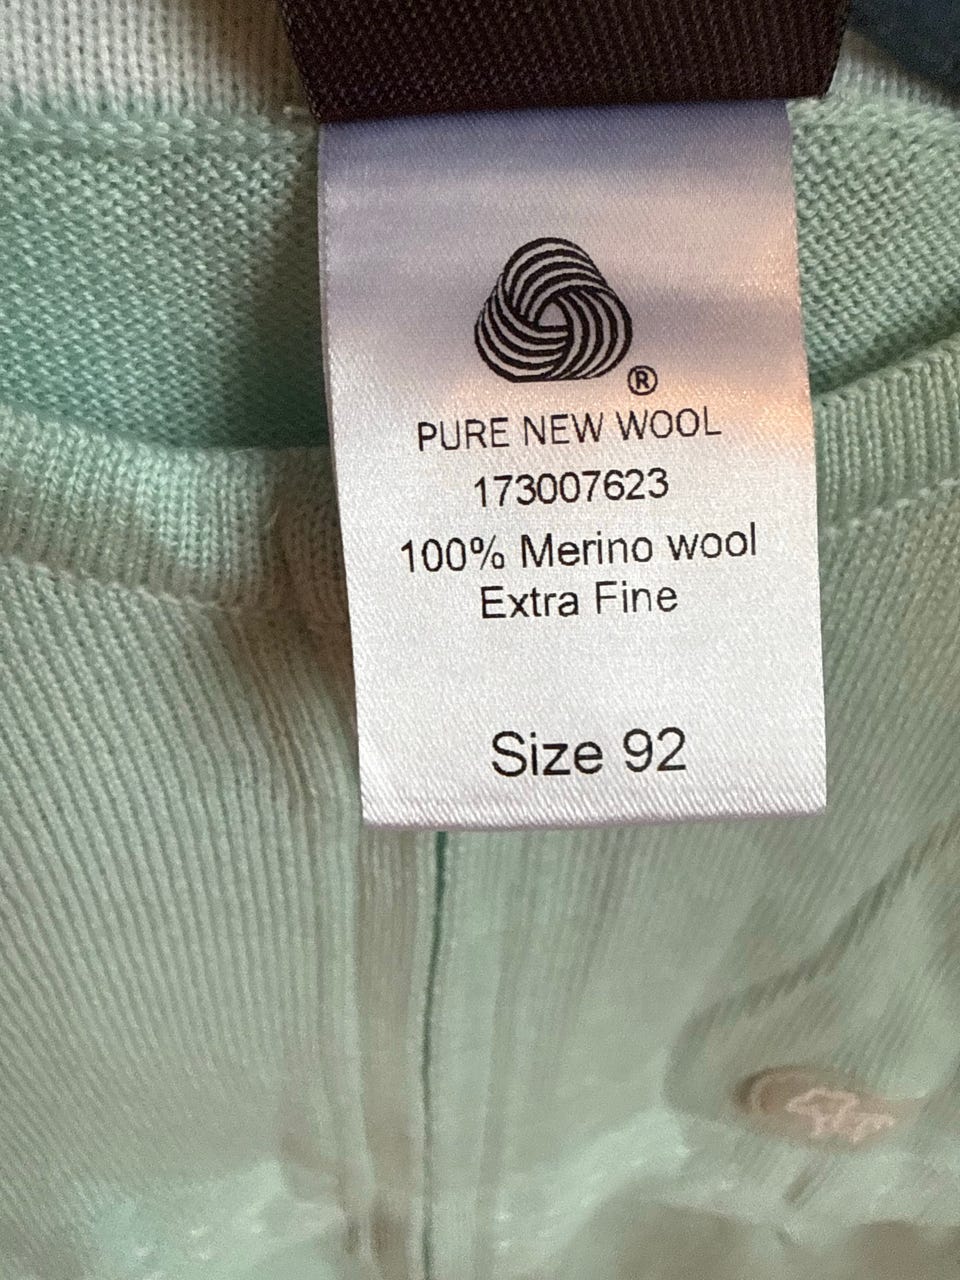 ®
PURE NEW WOOL
173007623
100% Merino wool
Extra Fine
Size 92